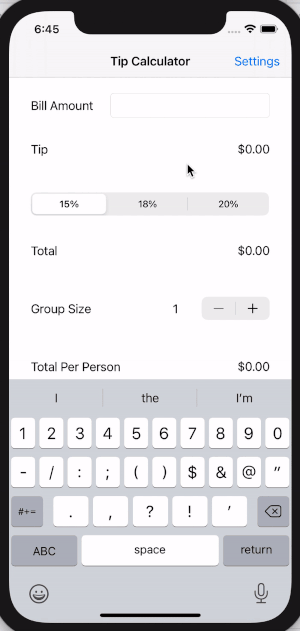 6:45
Tip Calculator Settings
Bill Amount
Tip $0.00
15% 18% 20%
Total $0.00
Group Size 1 − +
Total Per Person $0.00
I the I'm
1 2 3 4 5 6 7 8 9 0
- / : ; ( ) $ & @ "
#+= . , ? ! '
ABC space return